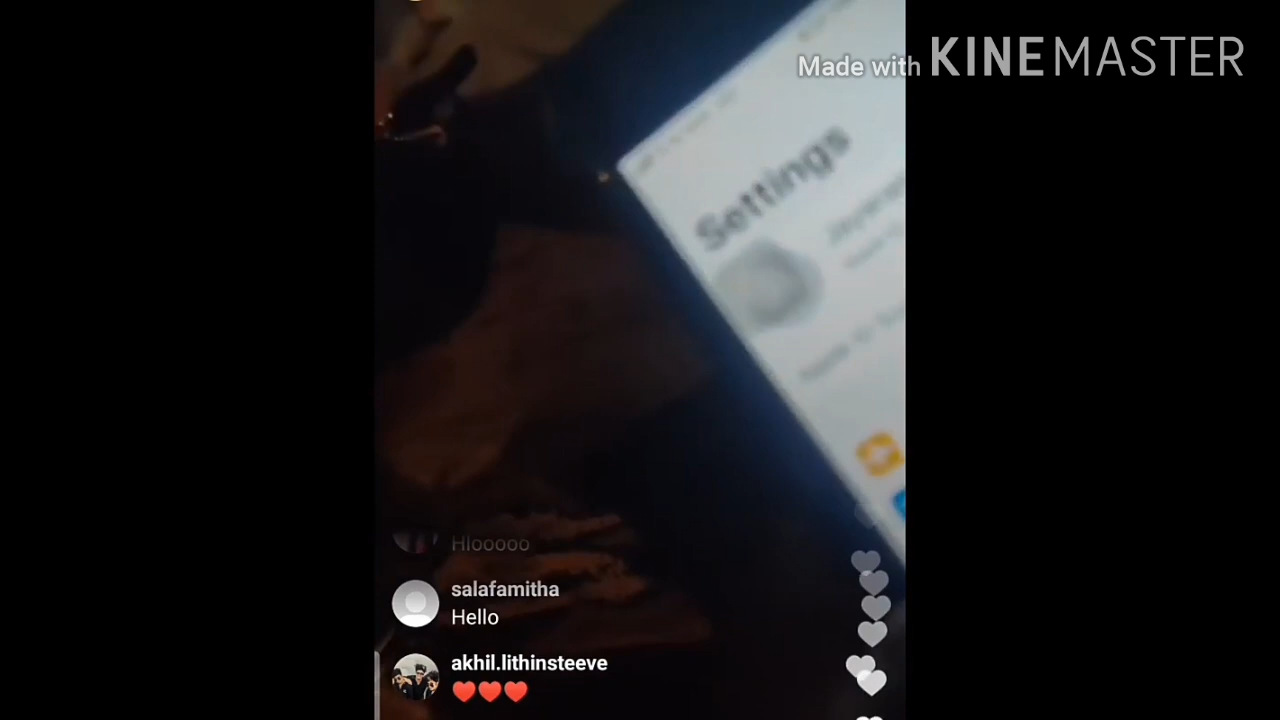 Made with KINEMASTER
Settings
Hlooooo
salafamitha
Hello
akhil.lithinsteeve
❤️❤️❤️